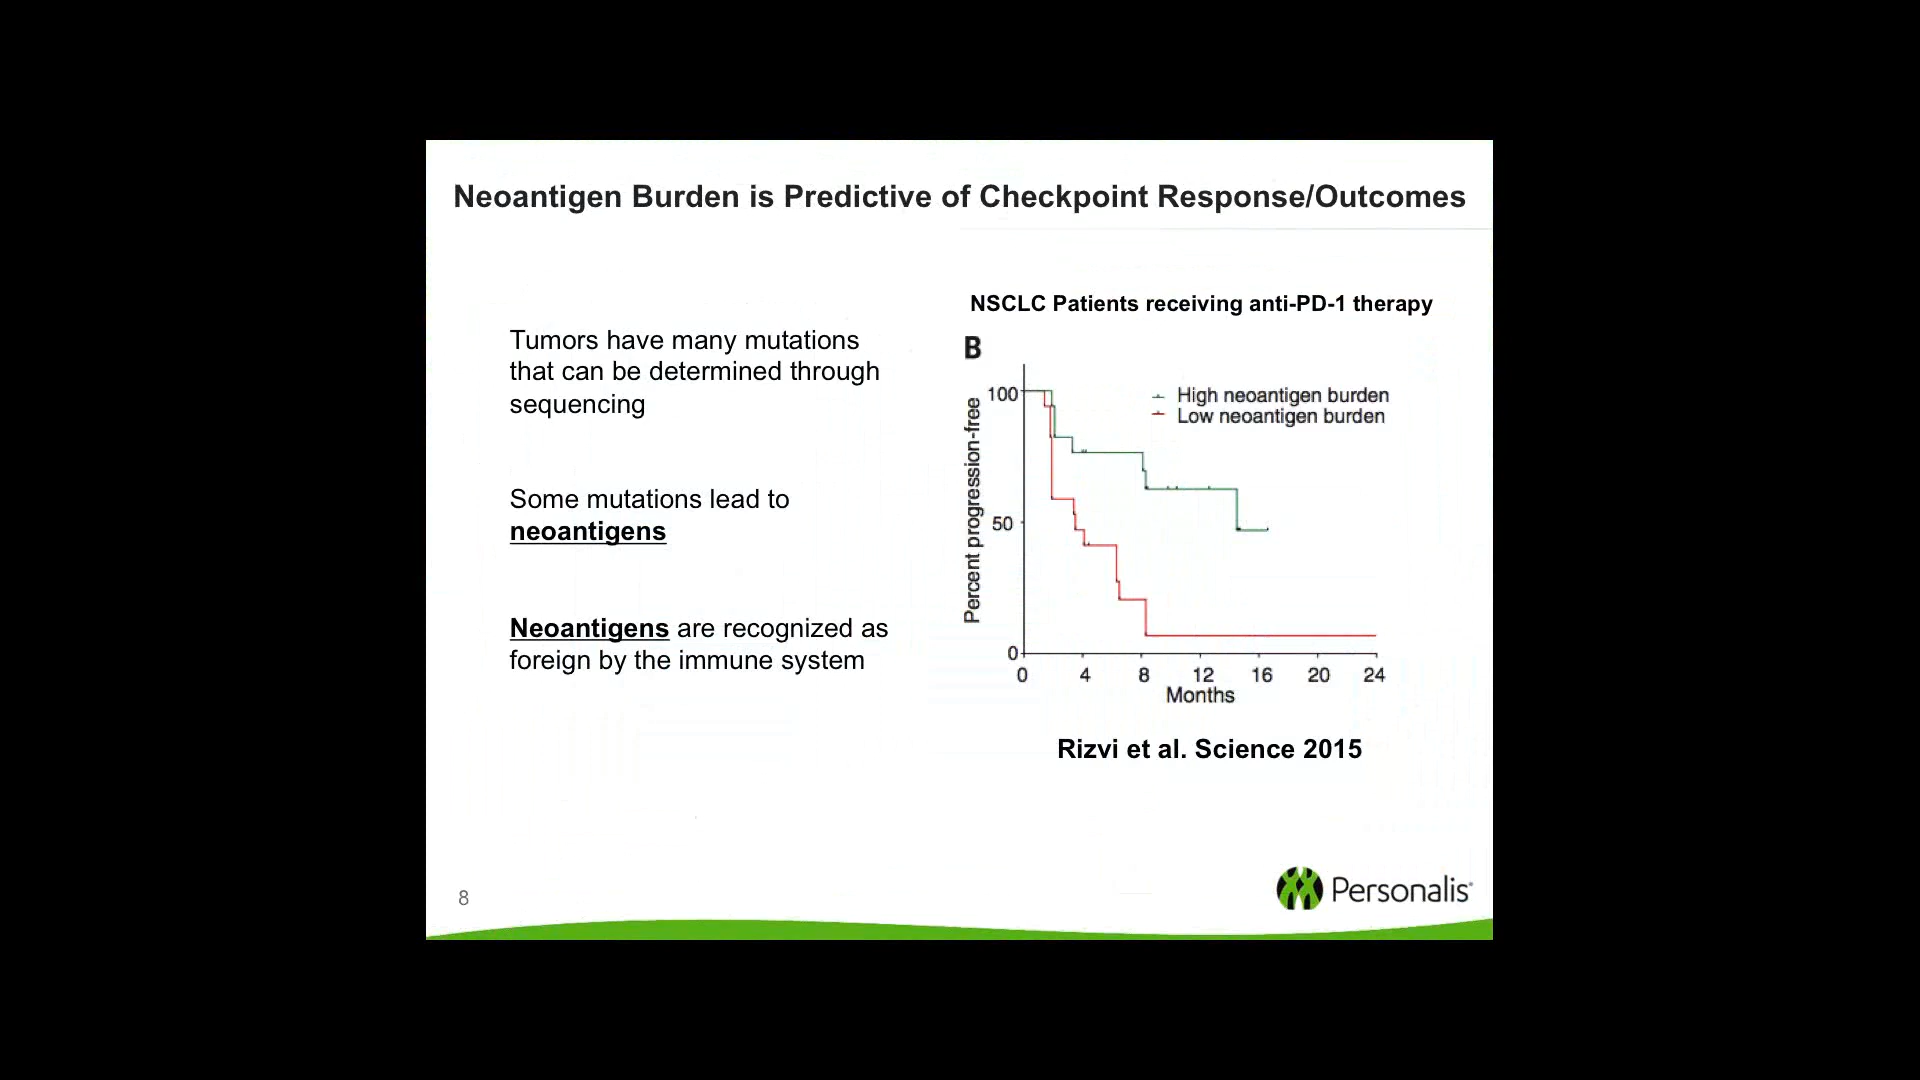 Neoantigen Burden is Predictive of Checkpoint Response/Outcomes
Tumors have many mutations
that can be determined through
sequencing
Some mutations lead to
neoantigens
Neoantigens are recognized as
foreign by the immune system
NSCLC Patients receiving anti-PD-1 therapy
B
High neoantigen burden
Low neoantigen burden
Percent progression-free
100
50
0
0 4 8 12 16 20 24
Months
Rizvi et al. Science 2015
8
Personalis